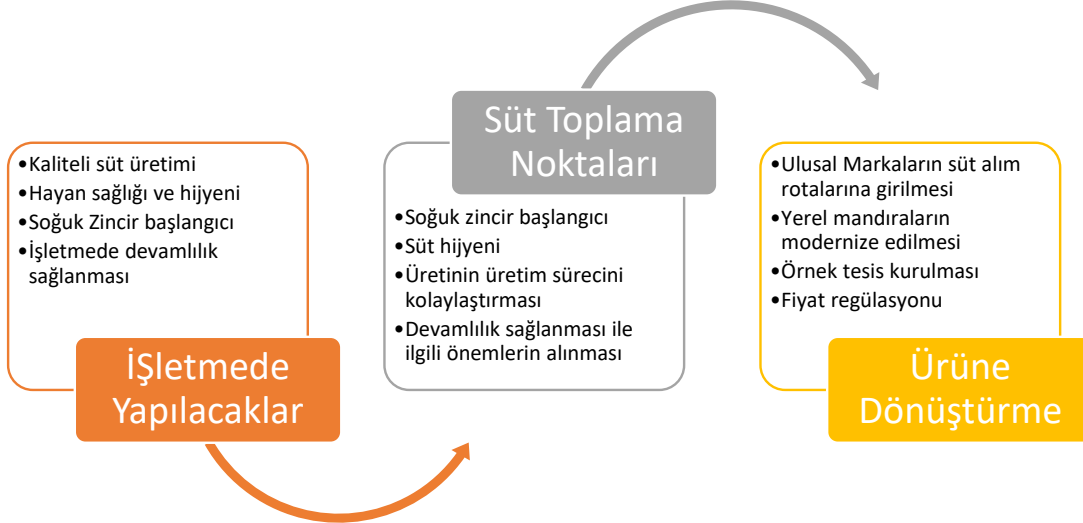 •Kaliteli süt üretimi
•Hayan sağlığı ve hijyeni
•Soğuk Zincir başlangıcı
•İşletmede devamlılık
sağlanması
İŞletmede
Yapılacaklar
Süt Toplama
Noktaları
•Soğuk zincir başlangıcı
•Süt hijyeni
•Üretinin üretim sürecini
kolaylaştırması
•Devamlılık sağlanması ile
ilgili önemlerin alınması
•Ulusal Markaların süt alım
rotalarına girilmesi
•Yerel mandıraların
modernize edilmesi
•Örnek tesis kurulması
•Fiyat regülasyonu
Ürüne
Dönüştürme